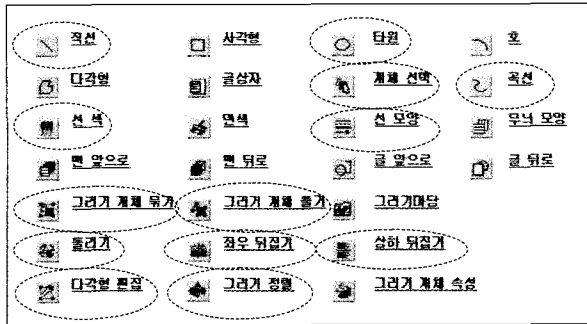 직선 사각형 타원 호
다각형 글상자 개체 선택 곡선
선 색 면색 선 모양 무늬 모양
맨 앞으로 맨 뒤로 글 앞으로 글 뒤로
그리기 개체 묶기 그리기 개체 풀기 그리기마당
돌리기 좌우 뒤집기 상하 뒤집기
다각형 편집 그리기 정렬 그리기 개체 속성